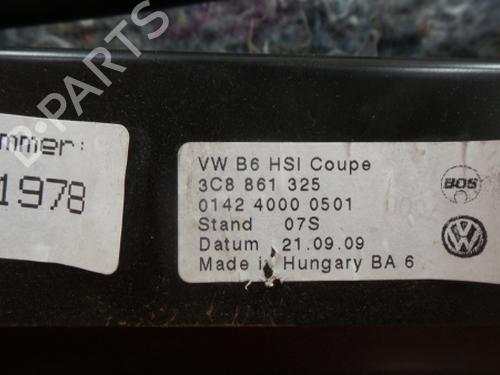 D-PARTS
mmer:
1978
VW B6 HSI Coupe
3C8 861 325
0142 4000 0501
Stand 07S
Datum 21.09.09
Made in Hungary BA 6
BOS
VW